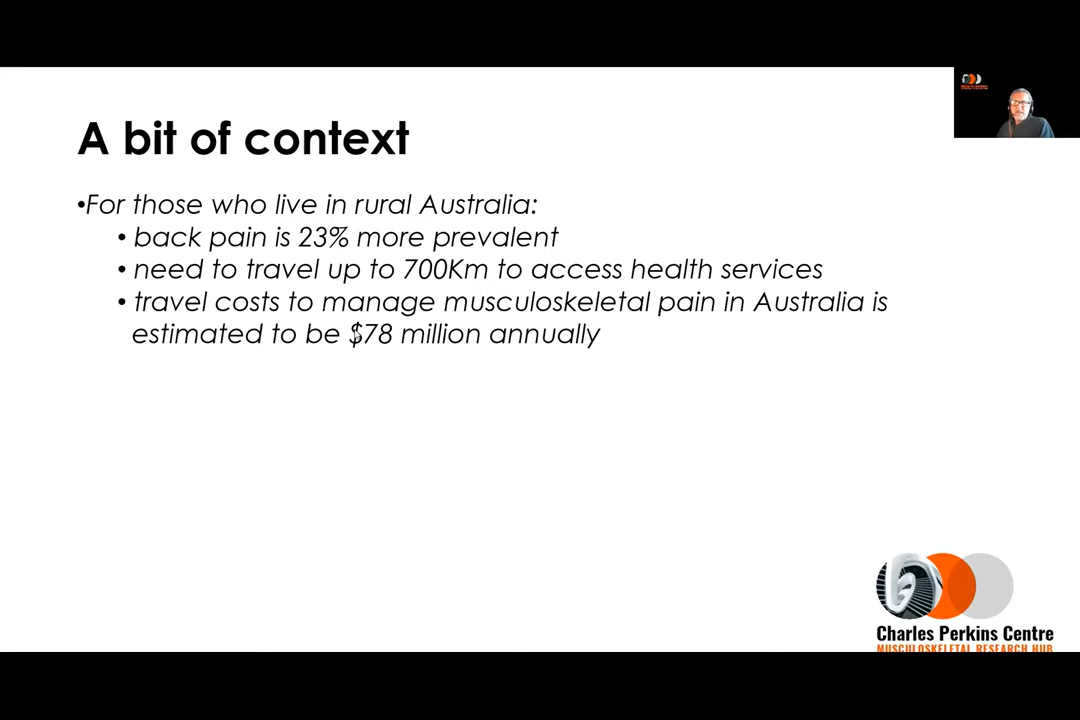 A bit of context
•For those who live in rural Australia:
• back pain is 23% more prevalent
• need to travel up to 700Km to access health services
• travel costs to manage musculoskeletal pain in Australia is
estimated to be $78 million annually
Charles Perkins Centre
MUSCULOSKELETAL RESEARCH HUB